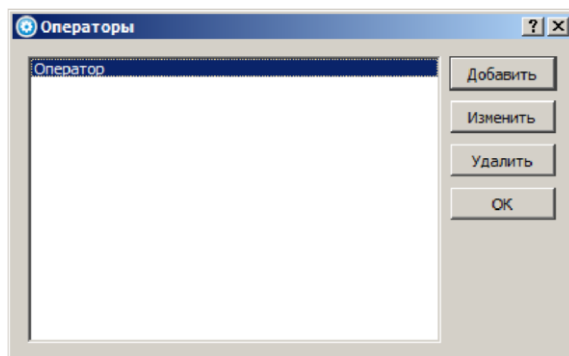 Операторы
Оператор
Добавить
Изменить
Удалить
OK